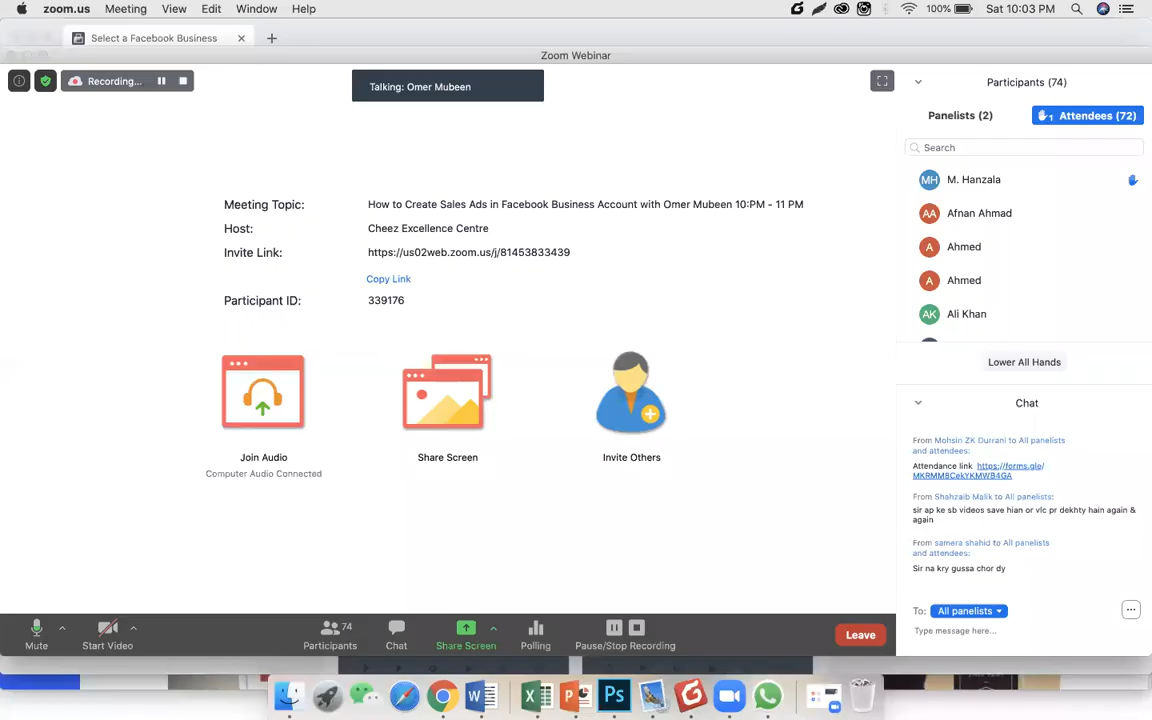 zoom.us Meeting View Edit Window Help 100% Sat 10:03 PM
Select a Facebook Business
Zoom Webinar
Recording...
Talking: Omer Mubeen
Participants (74)
Panelists (2) 1 Attendees (72)
Search
MH M. Hanzala
AA Afnan Ahmad
A Ahmed
A Ahmed
AK Ali Khan
Lower All Hands
Meeting Topic: How to Create Sales Ads in Facebook Business Account with Omer Mubeen 10:PM - 11 PM
Host: Cheez Excellence Centre
Invite Link: https://us02web.zoom.us/j/81453833439
Copy Link
Participant ID: 339176
Join Audio
Computer Audio Connected
Share Screen
Invite Others
Chat
From Mohsin ZK Durrani to All panelists
and attendees:
Attendance link https://forms.gle/
MKRMM8CekYKMWB4GA
From Shahzaib Malik to All panelists:
sir ap ke sb videos save hian or vlc pr dekhty hain again &
again
From samera shahid to All panelists
and attendees:
Sir na kry gussa chor dy
To: All panelists
Type message here...
Mute
Start Video
74
Participants
Chat
Share Screen
Polling
Pause/Stop Recording
Leave
W X P Ps